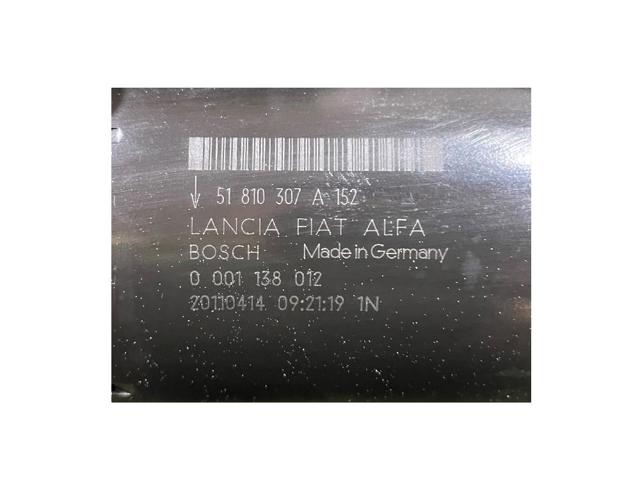 ↓ 51 810 307 A 152
LANCIA FIAT ALFA
BOSCH Made in Germany
0 001 138 012
20110414 09:21:19 1N